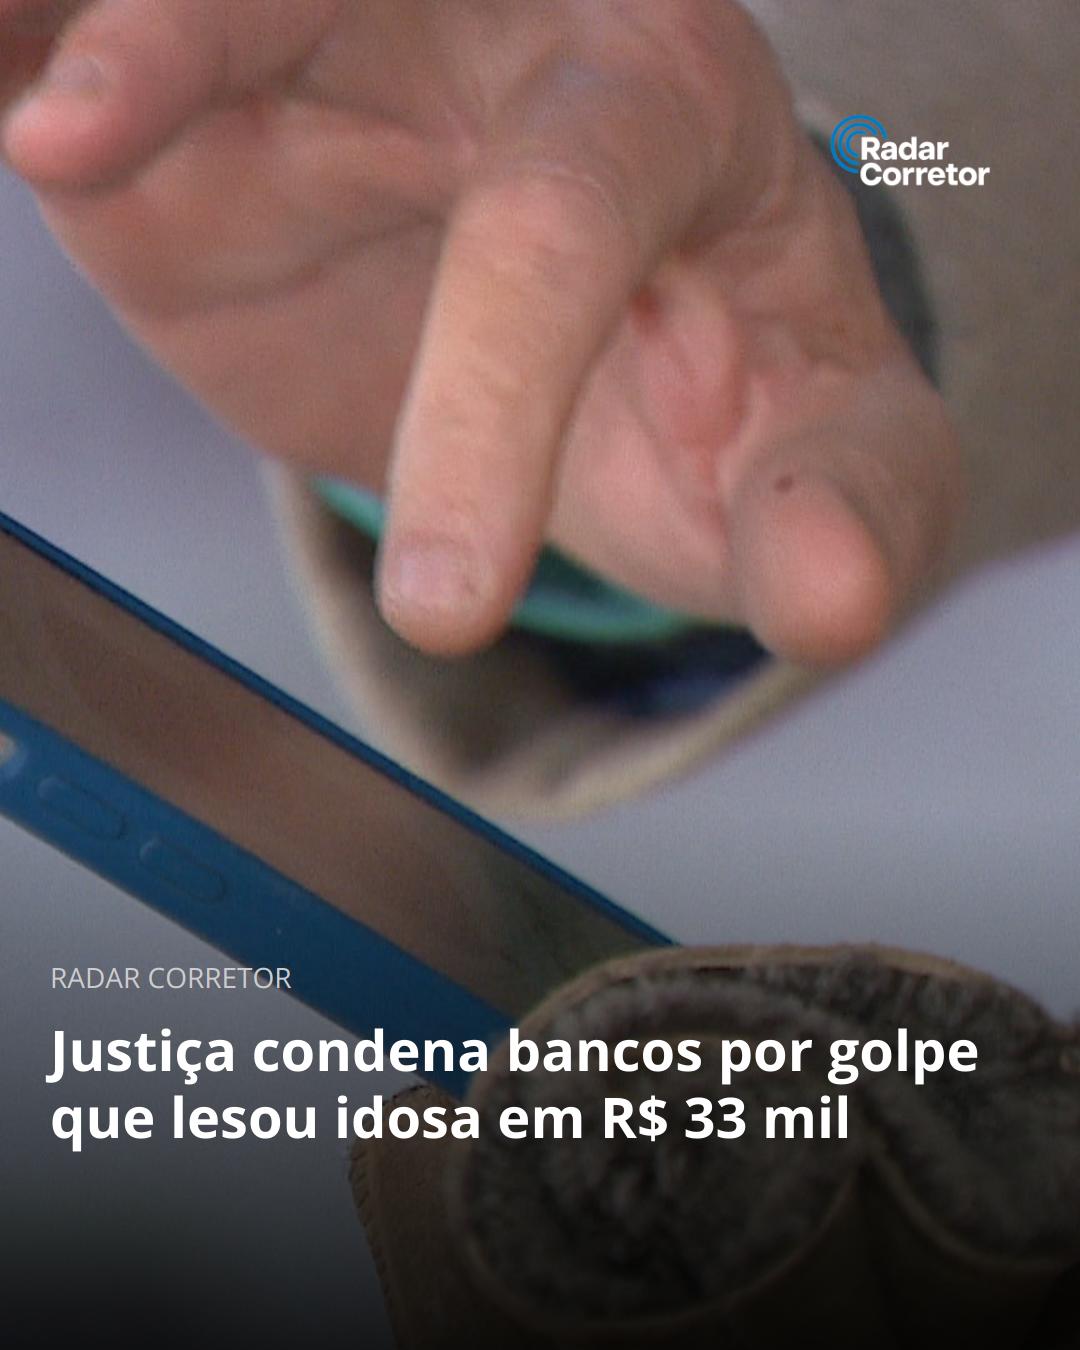 Radar
Corretor
RADAR CORRETOR
Justiça condena bancos por golpe
que lesou idosa em R$ 33 mil